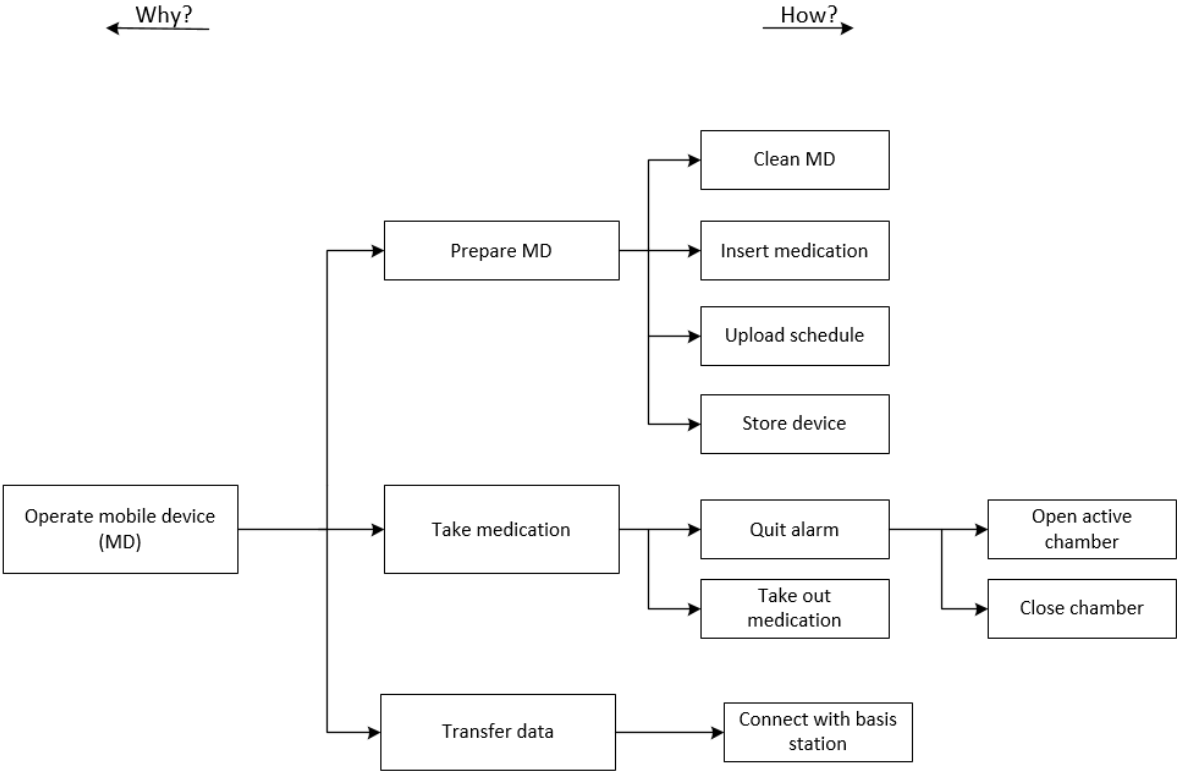 Why?
How?
Clean MD
Prepare MD
Insert medication
Upload schedule
Store device
Operate mobile device
(MD)
Take medication
Quit alarm
Open active
chamber
Take out
medication
Close chamber
Transfer data
Connect with basis
station